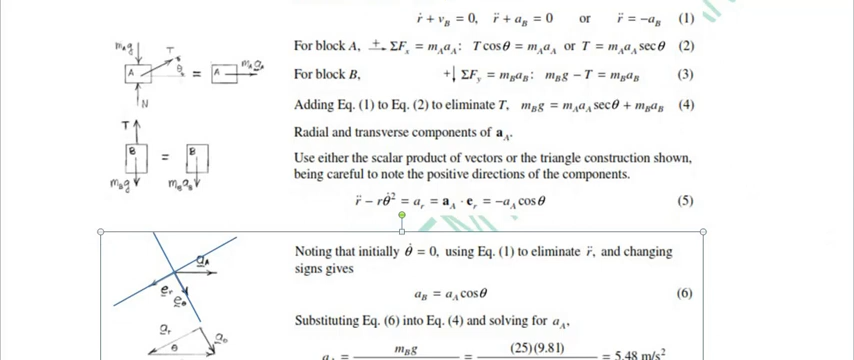 ṙ + v_B = 0, r̈ + a_B = 0 or r̈ = −a_B (1)
For block A, +→ ΣF_x = m_A a_A: T cosθ = m_A a_A or T = m_A a_A secθ (2)
For block B, +↓ ΣF_y = m_B a_B: m_B g − T = m_B a_B (3)
Adding Eq. (1) to Eq. (2) to eliminate T, m_B g = m_A a_A secθ + m_B a_B (4)
Radial and transverse components of a_A.
Use either the scalar product of vectors or the triangle construction shown,
being careful to note the positive directions of the components.
r̈ − rθ̇² = a_r = a_A · e_r = −a_A cosθ (5)
Noting that initially θ̇ = 0, using Eq. (1) to eliminate r̈, and changing
signs gives
a_B = a_A cosθ (6)
Substituting Eq. (6) into Eq. (4) and solving for a_A,
m_B g
(25)(9.81)
= = 5.48 m/s²
m_A g
T
A
θ
=
A
m_A a_A
N
T
B
=
B
m_B g
m_B a_B
a_A
e_r
e_θ
a_r
θ
a_θ